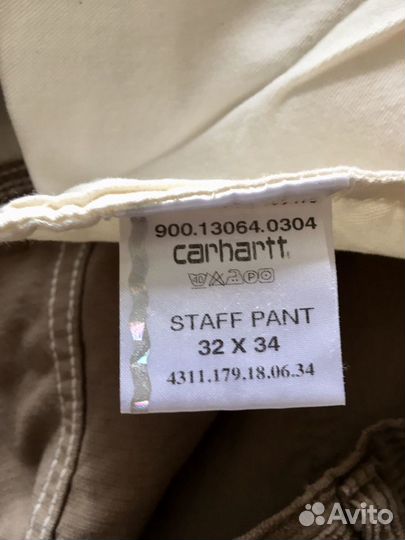 900.13064.0304
carhartt
STAFF PANT
32 X 34
4311.179.18.06.34
Avito